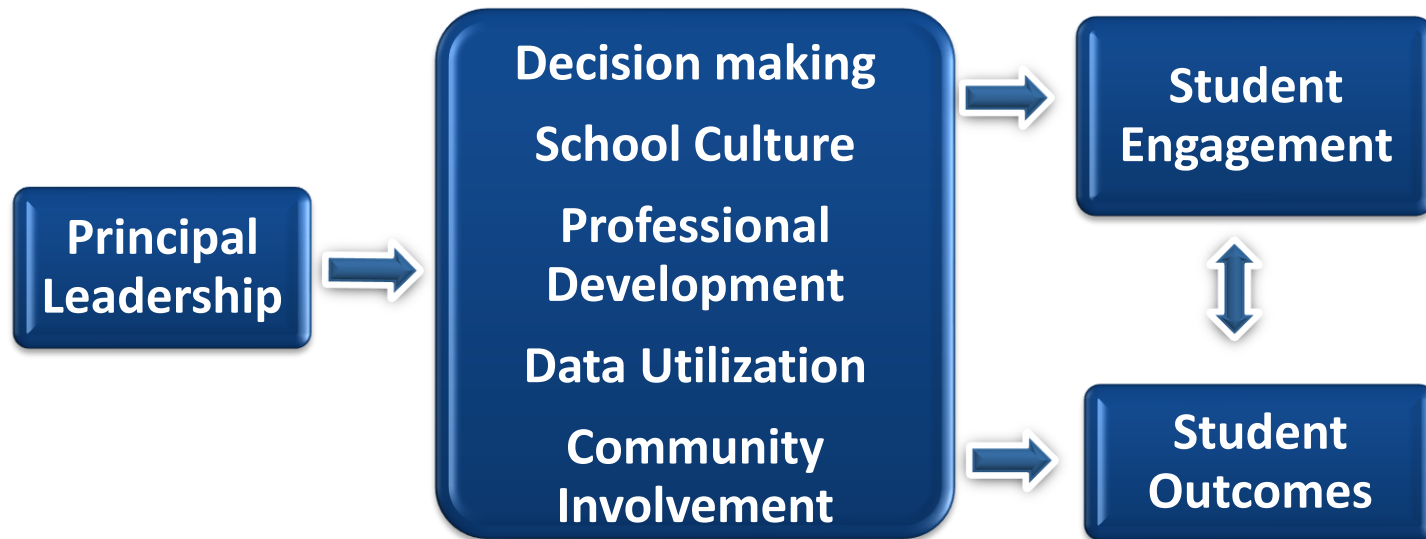 Principal
Leadership
Decision making
School Culture
Professional
Development
Data Utilization
Community
Involvement
Student
Engagement
Student
Outcomes